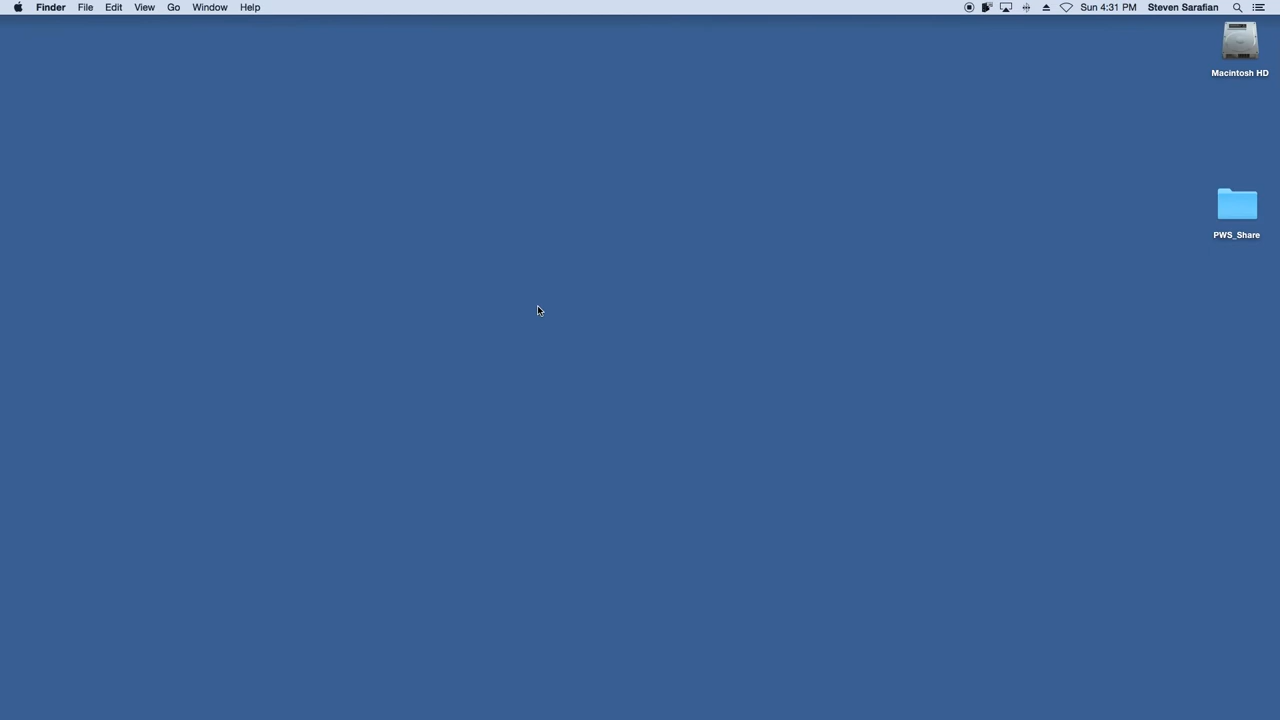 Finder File Edit View Go Window Help Sun 4:31 PM Steven Sarafian
Macintosh HD
PWS_Share